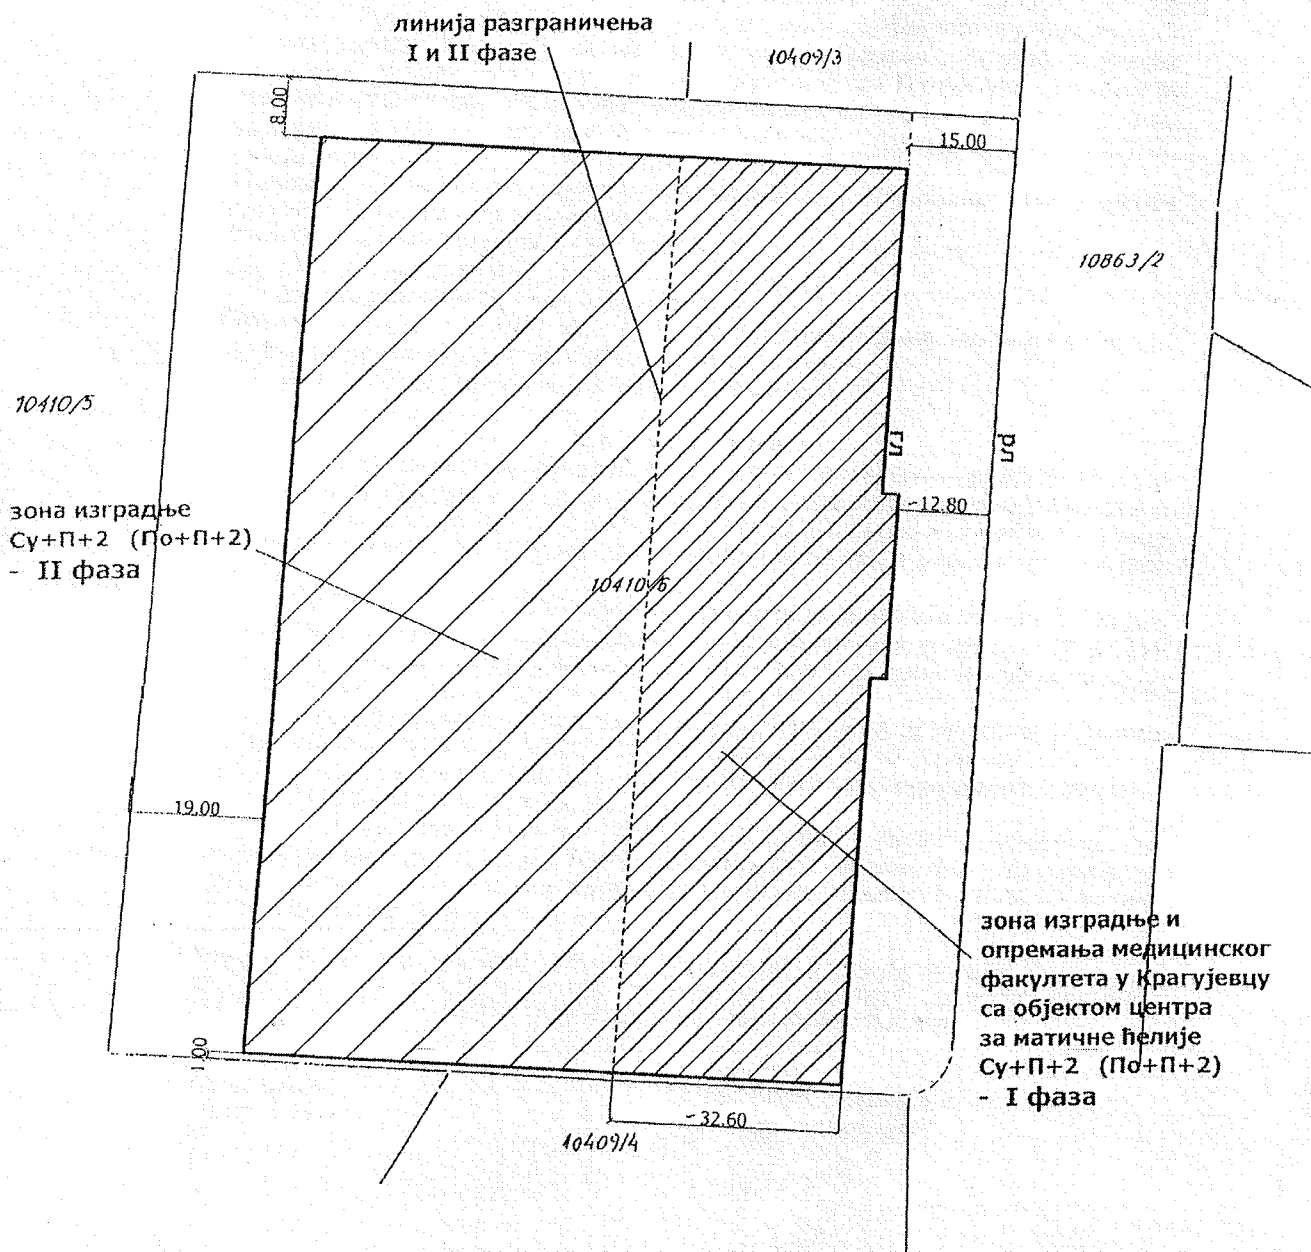 линија разграничења
I и II фазе
10409/3
8.00
15.00
10863/2
10410/5
ГЛ
РЛ
~12.80
зона изградње
Су+П+2 (По+П+2)
- II фаза
10410/6
19.00
зона изградње и
опремања медицинског
факултета у Крагујевцу
са објектом центра
за матичне ћелије
Су+П+2 (По+П+2)
- I фаза
1.00
~32.60
10409/4